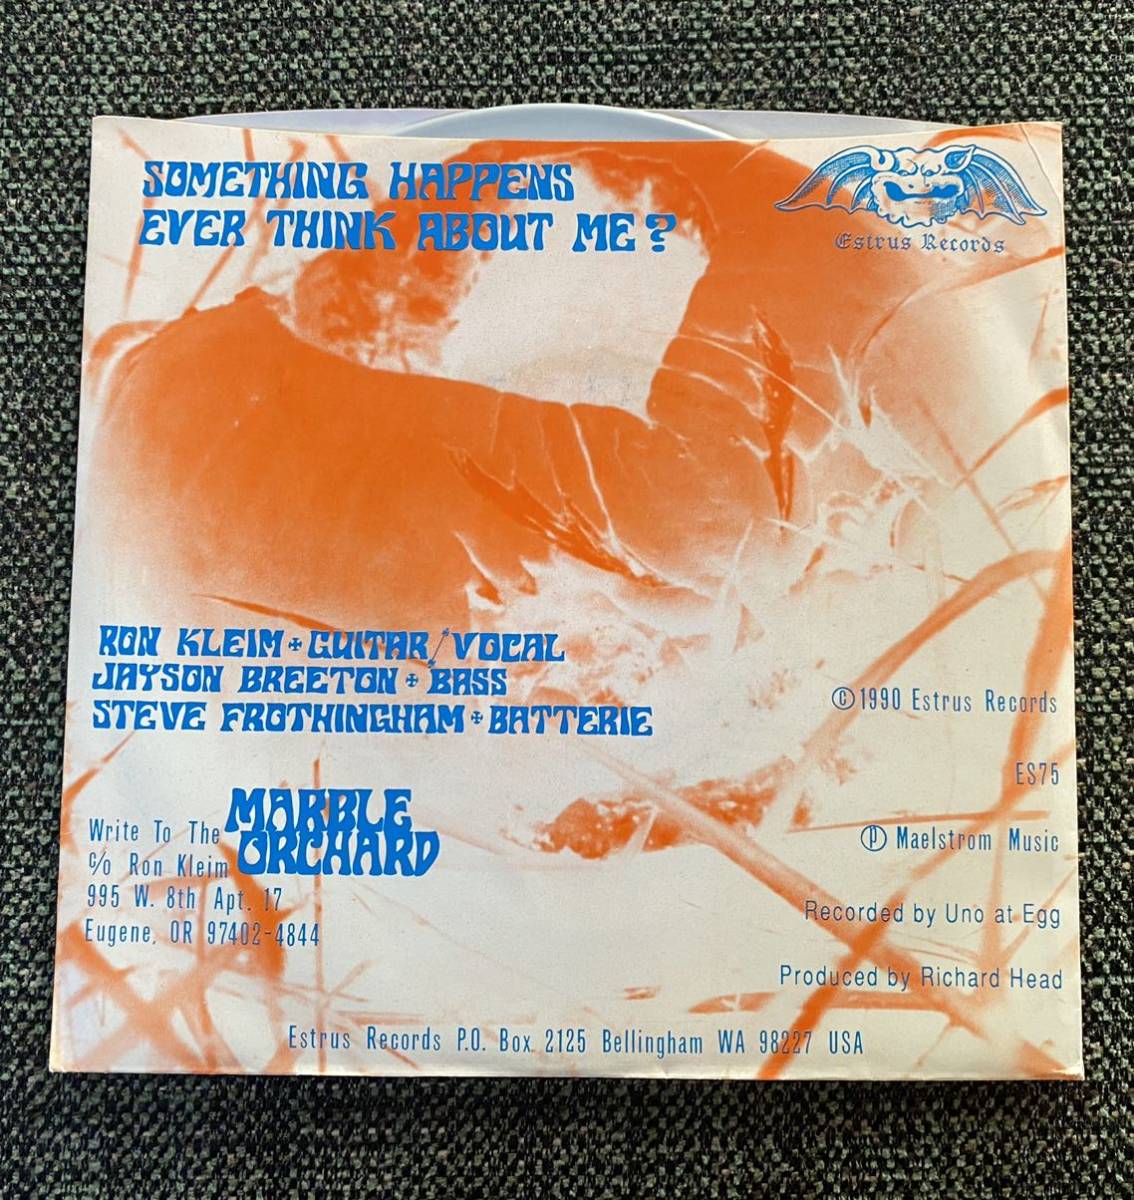 SOMETHING HAPPENS
EVER THINK ABOUT ME?
Estrus Records
RON KLEIM + GUITAR/VOCAL
JAYSON BREETON + BASS
STEVE FROTHINGHAM + BATTERIE
©1990 Estrus Records
ES75
℗ Maelstrom Music
Recorded by Uno at Egg
Produced by Richard Head
Write To The MARBLE ORCHARD
c/o Ron Kleim
995 W. 8th Apt. 17
Eugene, OR 97402-4844
Estrus Records P.O. Box 2125 Bellingham WA 98227 USA